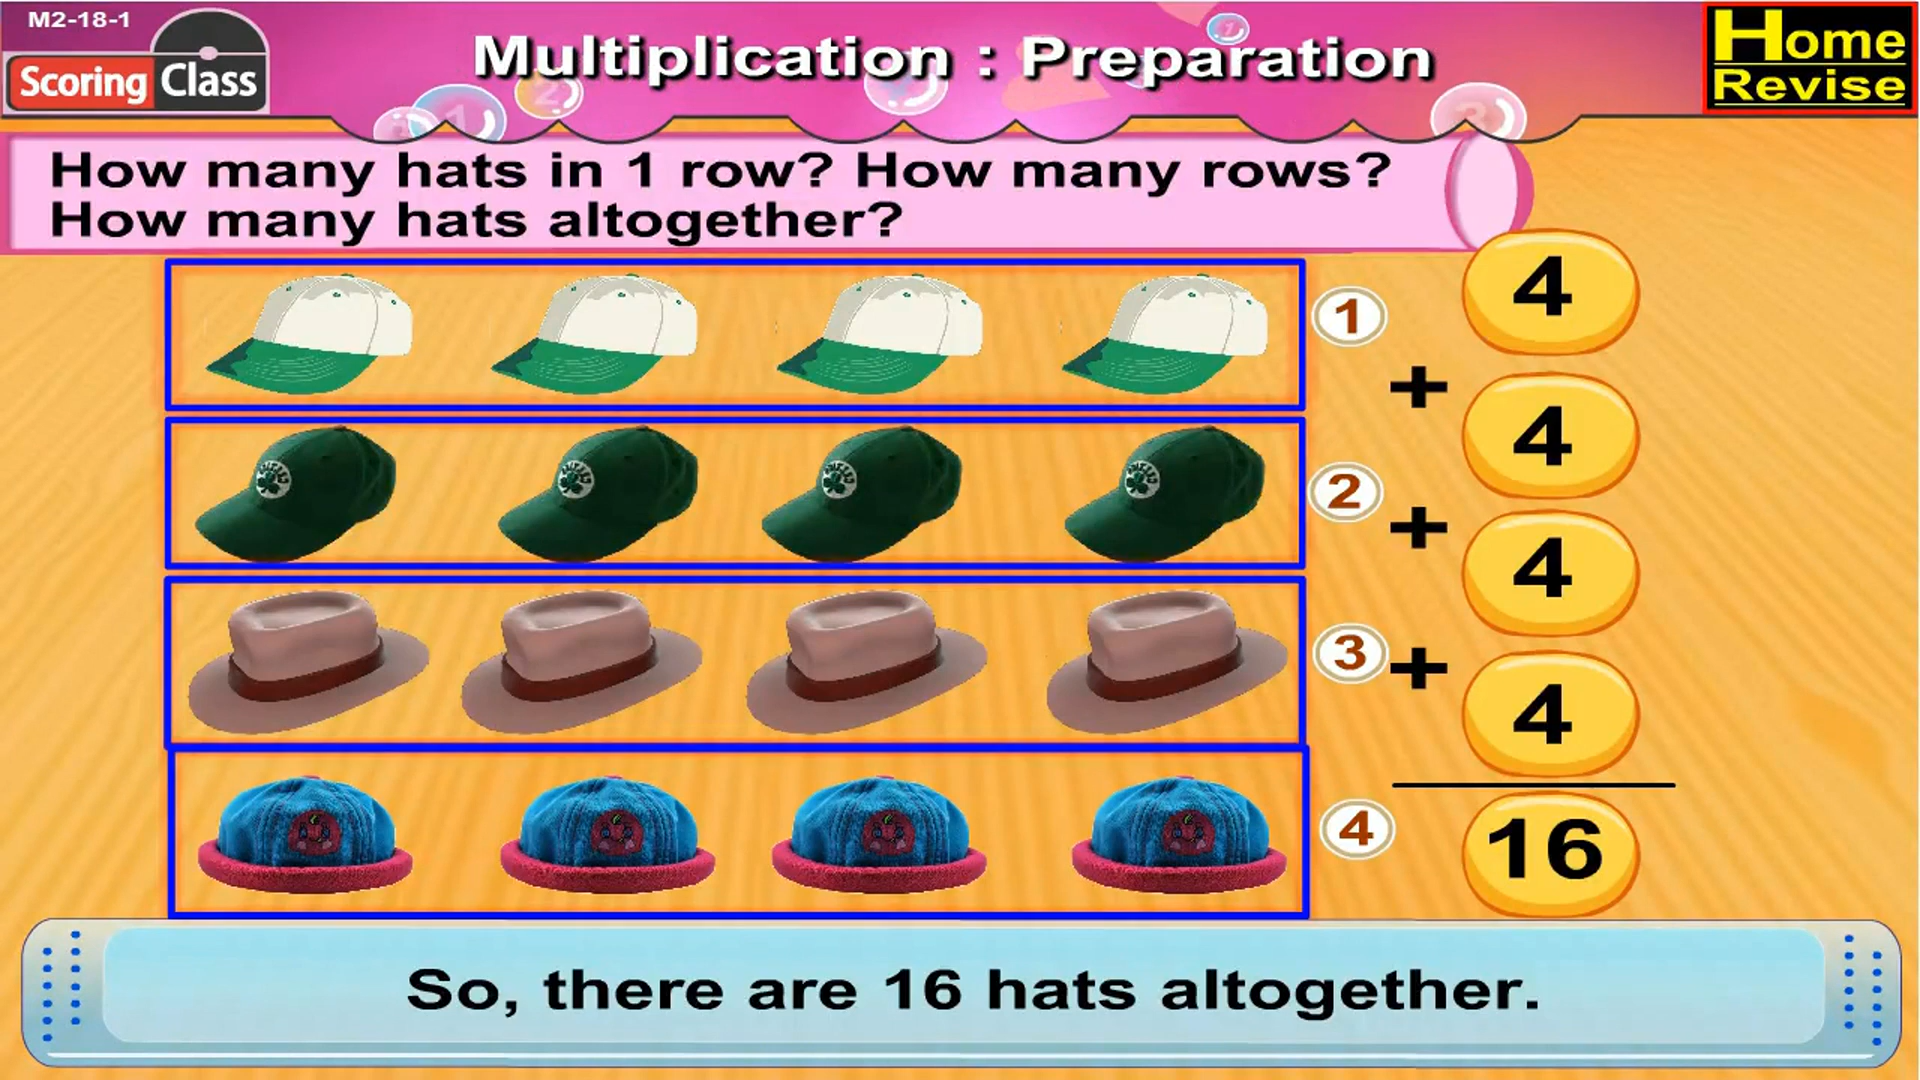 M2-18-1
Scoring Class
Multiplication : Preparation
Home
Revise
How many hats in 1 row? How many rows?
How many hats altogether?
1
4
+
2
4
+
4
3
+
4
4
16
So, there are 16 hats altogether.